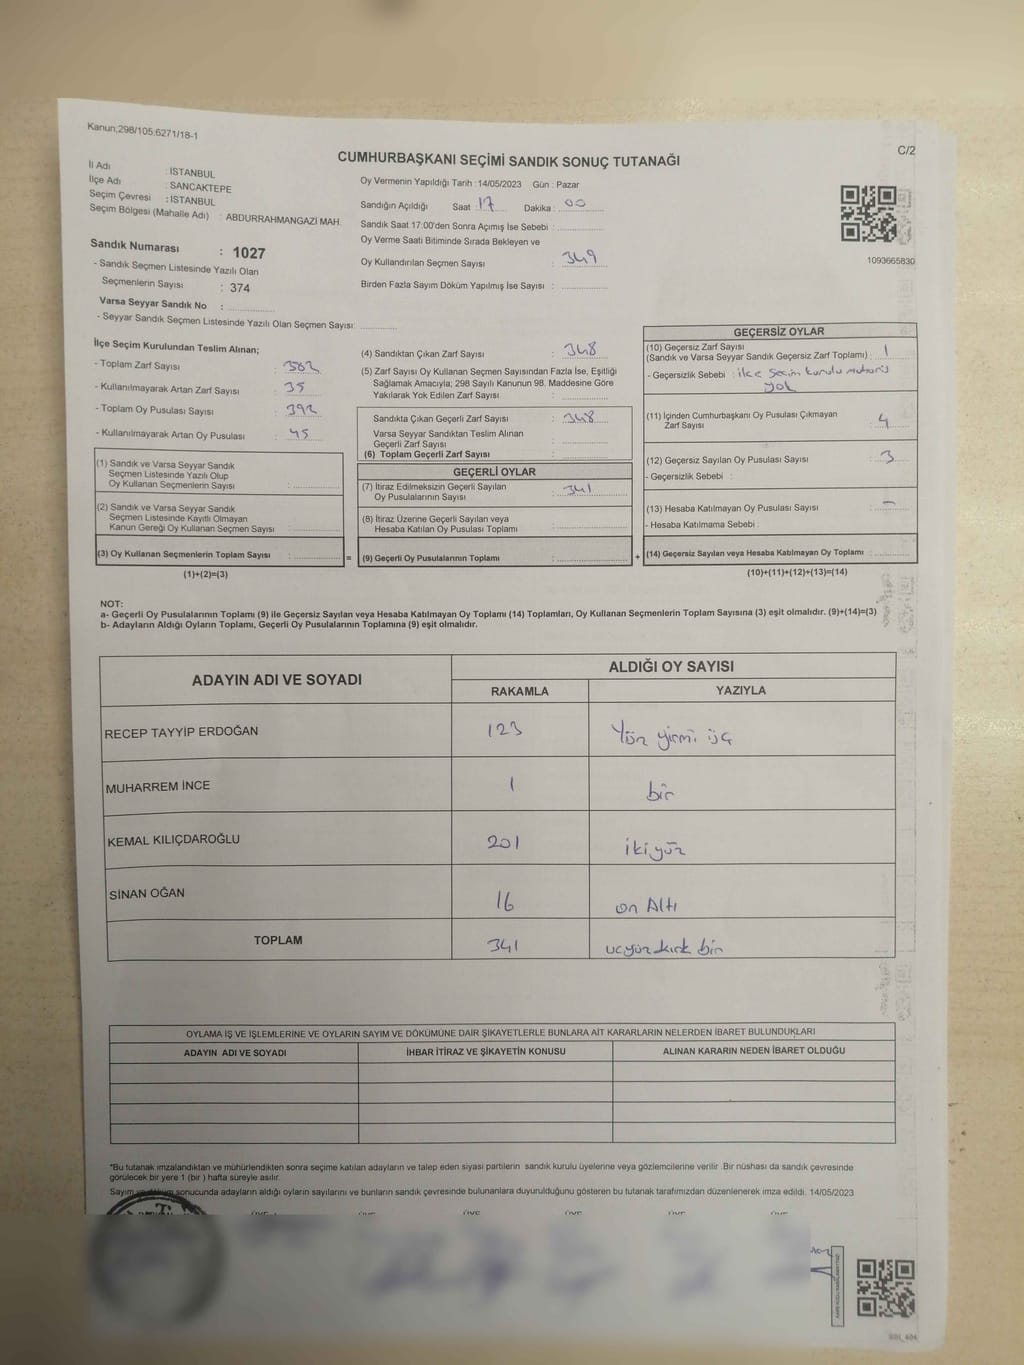 Kanun;298/105;6271/18-1
C/2
CUMHURBAŞKANI SEÇİMİ SANDIK SONUÇ TUTANAĞI
İl Adı : İSTANBUL
İlçe Adı : SANCAKTEPE
Seçim Çevresi : İSTANBUL
Seçim Bölgesi (Mahalle Adı) : ABDURRAHMANGAZİ MAH.
Sandık Numarası : 1027
- Sandık Seçmen Listesinde Yazılı Olan
Seçmenlerin Sayısı : 374
Varsa Seyyar Sandık No :
- Seyyar Sandık Seçmen Listesinde Yazılı Olan Seçmen Sayısı:
Oy Vermenin Yapıldığı Tarih : 14/05/2023 Gün : Pazar
Sandığın Açıldığı Saat : 17 Dakika : 00
Sandık Saat 17:00'den Sonra Açımış İse Sebebi :
Oy Verme Saati Bitiminde Sırada Bekleyen ve
Oy Kullandırılan Seçmen Sayısı : 349
Birden Fazla Sayım Döküm Yapılmış İse Sayısı :
1093665830
İlçe Seçim Kurulundan Teslim Alınan;
- Toplam Zarf Sayısı : 382
- Kullanılmayarak Artan Zarf Sayısı : 35
- Toplam Oy Pusulası Sayısı : 392
- Kullanılmayarak Artan Oy Pusulası : 45
(1) Sandık ve Varsa Seyyar Sandık
Seçmen Listesinde Yazılı Olup
Oy Kullanan Seçmenlerin Sayısı :
(2) Sandık ve Varsa Seyyar Sandık
Seçmen Listesinde Kayıtlı Olmayan
Kanun Gereği Oy Kullanan Seçmen Sayısı :
(3) Oy Kullanan Seçmenlerin Toplam Sayısı :
(1)+(2)=(3)
(4) Sandıktan Çıkan Zarf Sayısı : 348
(5) Zarf Sayısı Oy Kullanan Seçmen Sayısından Fazla İse, Eşitliği
Sağlamak Amacıyla; 298 Sayılı Kanunun 98. Maddesine Göre
Yakılarak Yok Edilen Zarf Sayısı :
Sandıkta Çıkan Geçerli Zarf Sayısı : 348
Varsa Seyyar Sandıktan Teslim Alınan
Geçerli Zarf Sayısı :
(6) Toplam Geçerli Zarf Sayısı :
GEÇERLİ OYLAR
(7) İtiraz Edilmeksizin Geçerli Sayılan
Oy Pusulalarının Sayısı : 341
(8) İtiraz Üzerine Geçerli Sayılan veya
Hesaba Katılan Oy Pusulası Toplamı :
= (9) Geçerli Oy Pusulalarının Toplamı :
GEÇERSİZ OYLAR
(10) Geçersiz Zarf Sayısı
(Sandık ve Varsa Seyyar Sandık Geçersiz Zarf Toplamı) : 1
- Geçersizlik Sebebi : ilce Secim kurulu muhurü
yok
(11) İçinden Cumhurbaşkanı Oy Pusulası Çıkmayan
Zarf Sayısı : 4
(12) Geçersiz Sayılan Oy Pusulası Sayısı : 3
- Geçersizlik Sebebi :
(13) Hesaba Katılmayan Oy Pusulası Sayısı : -
- Hesaba Katılmama Sebebi :
+ (14) Geçersiz Sayılan veya Hesaba Katılmayan Oy Toplamı :
(10)+(11)+(12)+(13)=(14)
NOT:
a- Geçerli Oy Pusulalarının Toplamı (9) ile Geçersiz Sayılan veya Hesaba Katılmayan Oy Toplamı (14) Toplamları, Oy Kullanan Seçmenlerin Toplam Sayısına (3) eşit olmalıdır. (9)+(14)=(3)
b- Adayların Aldığı Oyların Toplamı, Geçerli Oy Pusulalarının Toplamına (9) eşit olmalıdır.
ADAYIN ADI VE SOYADI
ALDIĞI OY SAYISI
RAKAMLA YAZIYLA
RECEP TAYYİP ERDOĞAN 123 Yüz yirmi üç
MUHARREM İNCE 1 bir
KEMAL KILIÇDAROĞLU 201 ikiyüz
SİNAN OĞAN 16 on Altı
TOPLAM 341 ucyüz kırk bir
OYLAMA İŞ VE İŞLEMLERİNE VE OYLARIN SAYIM VE DÖKÜMÜNE DAİR ŞİKAYETLERLE BUNLARA AİT KARARLARIN NELERDEN İBARET BULUNDUKLARI
ADAYIN ADI VE SOYADI İHBAR İTİRAZ VE ŞİKAYETİN KONUSU ALINAN KARARIN NEDEN İBARET OLDUĞU
*Bu tutanak imzalandıktan ve mühürlendikten sonra seçime katılan adayların ve talep eden siyasi partilerin sandık kurulu üyelerine veya gözlemcilerine verilir .Bir nüshası da sandık çevresinde
görülecek bir yere 1 (bir ) hafta süreyle asılır.
Sayım ve döküm sonucunda adayların aldığı oyların sayılarını ve bunların sandık çevresinde bulunanlara duyurulduğunu gösteren bu tutanak tarafımızdan düzenlenerek imza edildi. 14/05/2023